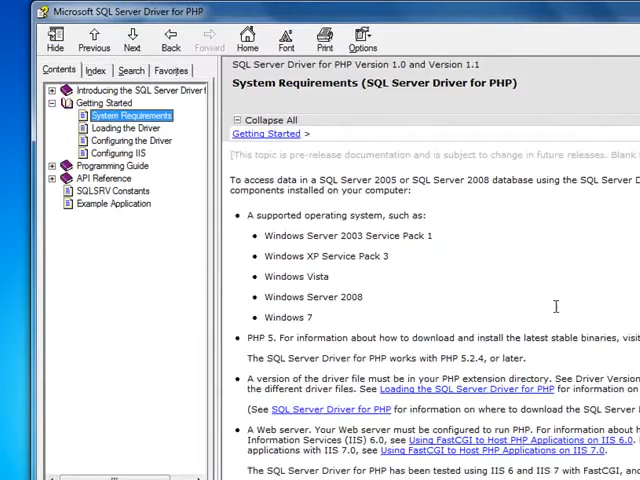 Microsoft SQL Server Driver for PHP
Hide Previous Next Back Forward Home Font Print Options
Contents Index Search Favorites
Introducing the SQL Server Driver f
Getting Started
System Requirements
Loading the Driver
Configuring the Driver
Configuring IIS
Programming Guide
API Reference
SQLSRV Constants
Example Application
SQL Server Driver for PHP Version 1.0 and Version 1.1
System Requirements (SQL Server Driver for PHP)
Collapse All
Getting Started >
[This topic is pre-release documentation and is subject to change in future releases. Blank
To access data in a SQL Server 2005 or SQL Server 2008 database using the SQL Server D
components installed on your computer:
A supported operating system, such as:
Windows Server 2003 Service Pack 1
Windows XP Service Pack 3
Windows Vista
Windows Server 2008
Windows 7
PHP 5. For information about how to download and install the latest stable binaries, visit
The SQL Server Driver for PHP works with PHP 5.2.4, or later.
A version of the driver file must be in your PHP extension directory. See Driver Version
the different driver files. See Loading the SQL Server Driver for PHP for information on
(See SQL Server Driver for PHP for information on where to download the SQL Server
A Web server. Your Web server must be configured to run PHP. For information about h
Information Services (IIS) 6.0, see Using FastCGI to Host PHP Applications on IIS 6.0.
applications with IIS 7.0, see Using FastCGI to Host PHP Applications on IIS 7.0.
The SQL Server Driver for PHP has been tested using IIS 6 and IIS 7 with FastCGI, and